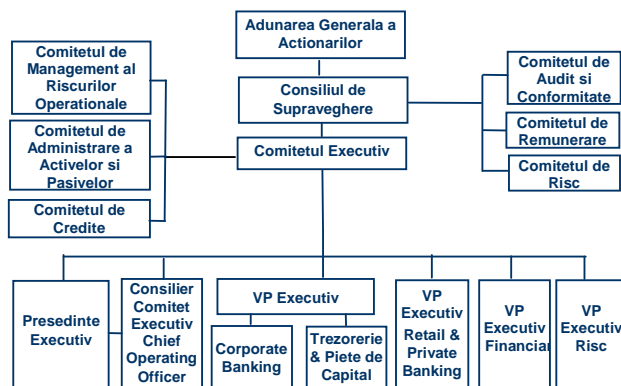 Adunarea Generala a
Actionarilor
Comitetul de
Management al
Riscurilor
Operationale
Consiliul de
Supraveghere
Comitetul de
Audit si
Conformitate
Comitetul de
Administrare a
Activelor si
Pasivelor
Comitetul Executiv
Comitetul de
Remunerare
Comitetul de
Risc
Comitetul de
Credite
Presedinte
Executiv
Consilier
Comitet
Executiv
Chief
Operating
Officer
VP Executiv
Corporate
Banking
Trezorerie
& Piete de
Capital
VP
Executiv
Retail &
Private
Banking
VP
Executiv
Financiar
VP
Executiv
Risc